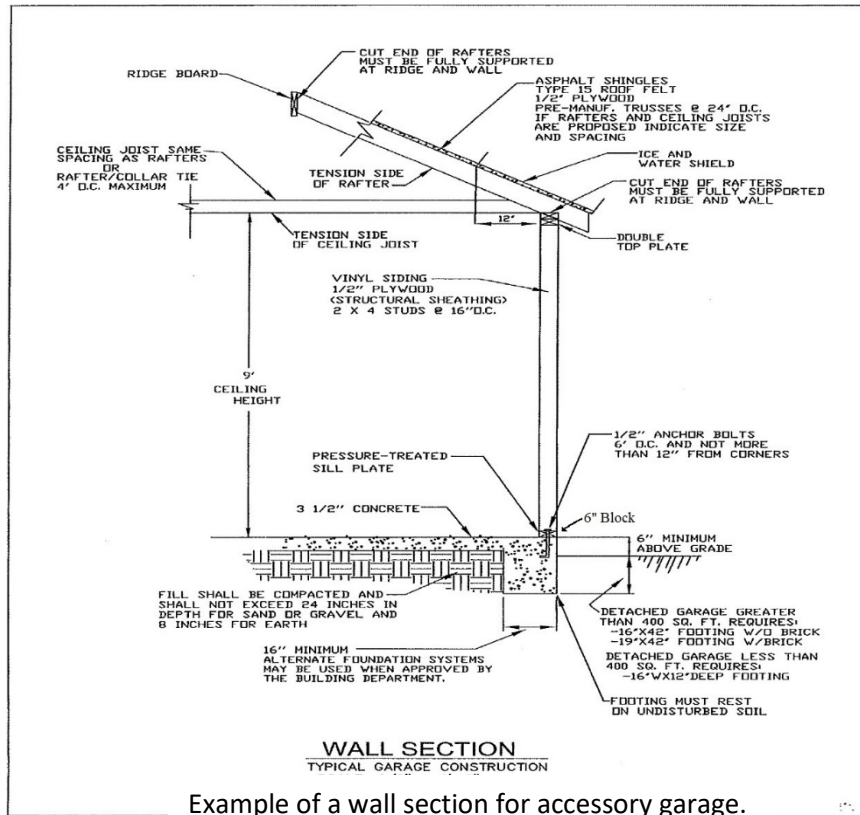 CUT END OF RAFTERS
MUST BE FULLY SUPPORTED
AT RIDGE AND WALL
RIDGE BOARD
ASPHALT SHINGLES
TYPE 15 ROOF FELT
1/2" PLYWOOD
PRE-MANUF. TRUSSES @ 24" O.C.
IF RAFTERS AND CEILING JOISTS
ARE PROPOSED INDICATE SIZE
AND SPACING
CEILING JOIST SAME
SPACING AS RAFTERS
OR
RAFTER/COLLAR TIE
4' O.C. MAXIMUM
TENSION SIDE
OF RAFTER
ICE AND
WATER SHIELD
CUT END OF RAFTERS
MUST BE FULLY SUPPORTED
AT RIDGE AND WALL
12"
TENSION SIDE
OF CEILING JOIST
DOUBLE
TOP PLATE
VINYL SIDING
1/2" PLYWOOD
(STRUCTURAL SHEATHING)
2 X 4 STUDS @ 16"O.C.
9'
CEILING
HEIGHT
1/2" ANCHOR BOLTS
6' O.C. AND NOT MORE
THAN 12" FROM CORNERS
PRESSURE-TREATED
SILL PLATE
3 1/2" CONCRETE
6" Block
6" MINIMUM
ABOVE GRADE
FILL SHALL BE COMPACTED AND
SHALL NOT EXCEED 24 INCHES IN
DEPTH FOR SAND OR GRAVEL AND
8 INCHES FOR EARTH
16" MINIMUM
ALTERNATE FOUNDATION SYSTEMS
MAY BE USED WHEN APPROVED BY
THE BUILDING DEPARTMENT.
DETACHED GARAGE GREATER
THAN 400 SQ. FT. REQUIRES:
-16"X42" FOOTING W/O BRICK
-19"X42" FOOTING W/BRICK
DETACHED GARAGE LESS THAN
400 SQ. FT. REQUIRES:
-16"WX12"DEEP FOOTING
FOOTING MUST REST
ON UNDISTURBED SOIL
WALL SECTION
TYPICAL GARAGE CONSTRUCTION
Example of a wall section for accessory garage.